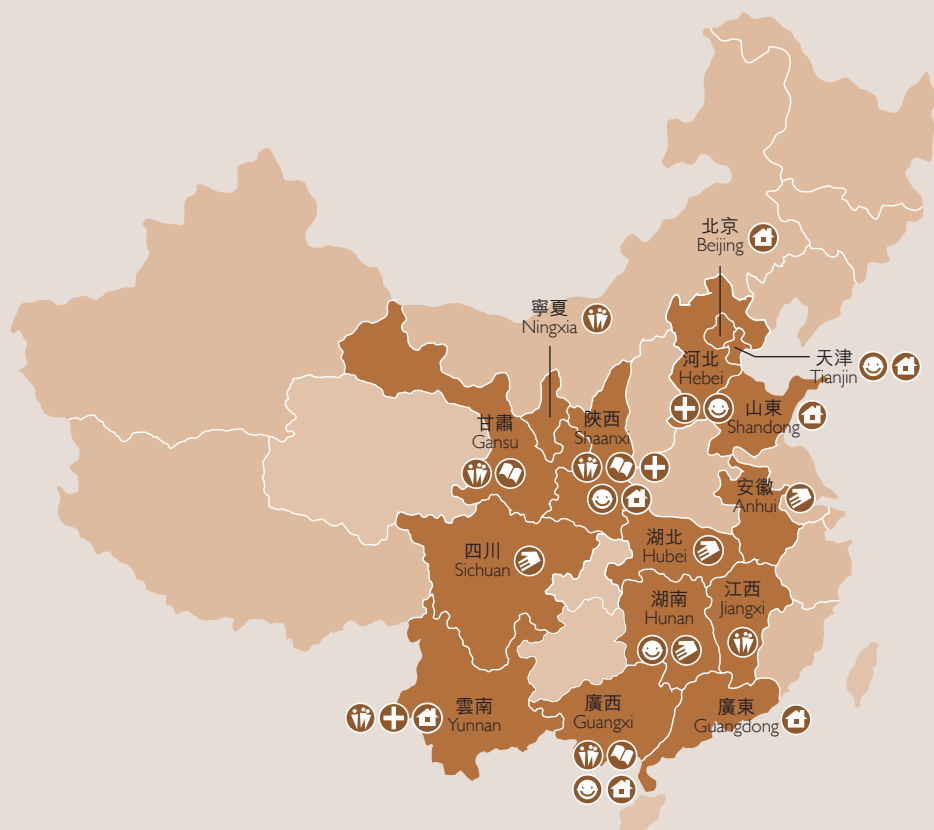 北京
Beijing
寧夏
Ningxia
河北
Hebei
天津
Tianjin
山東
Shandong
甘肅
Gansu
陝西
Shaanxi
安徽
Anhui
四川
Sichuan
湖北
Hubei
湖南
Hunan
江西
Jiangxi
雲南
Yunnan
廣西
Guangxi
廣東
Guangdong